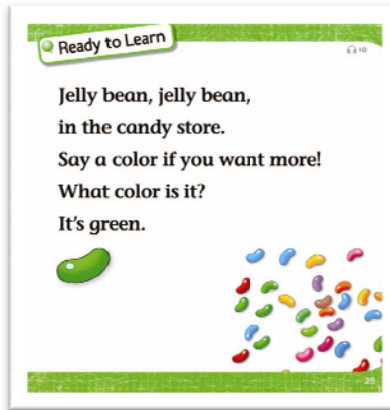 Ready to Learn
10
Jelly bean, jelly bean,
in the candy store.
Say a color if you want more!
What color is it?
It's green.
25